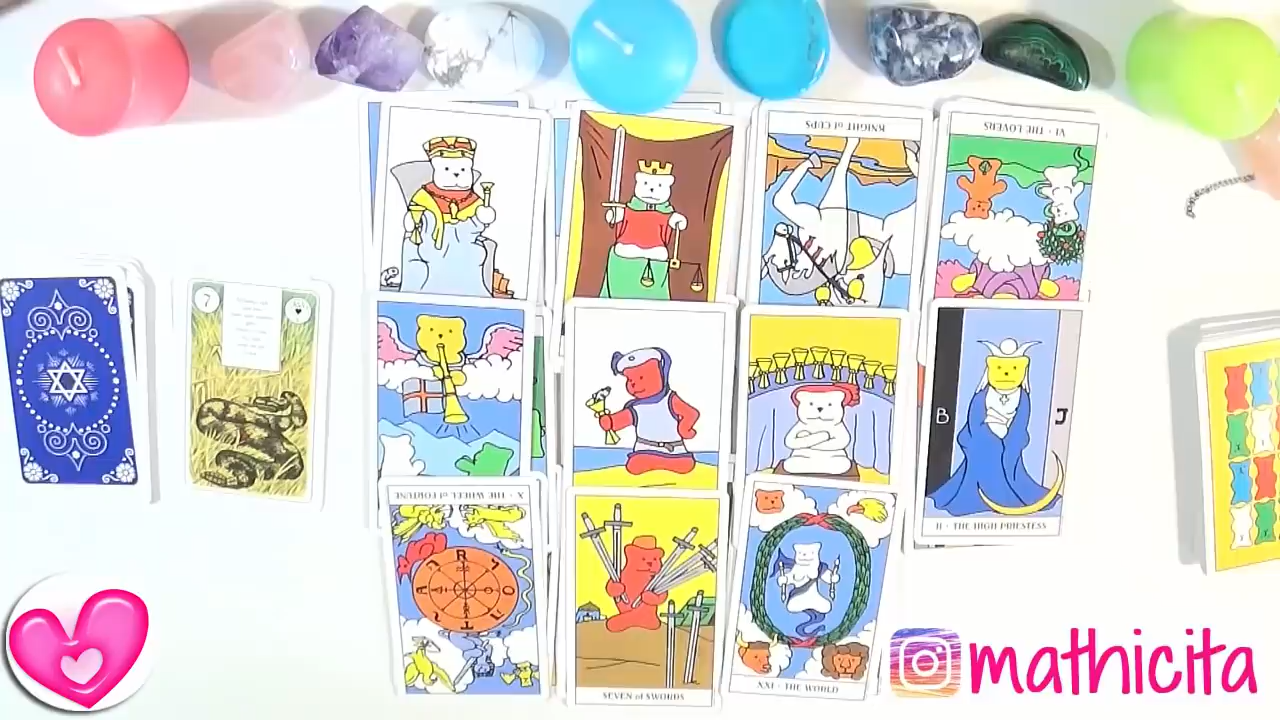 KNIGHT of CUPS
VI · THE LOVERS
7
B
J
II · THE HIGH PRIESTESS
X · THE WHEEL of FORTUNE
SEVEN of SWORDS
XXI · THE WORLD
mathicita